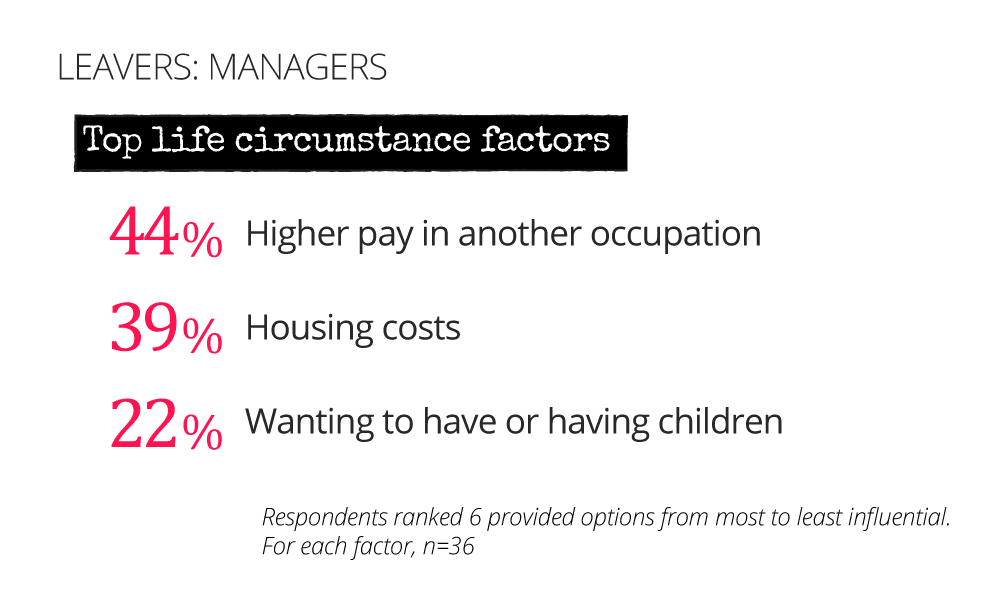 LEAVERS: MANAGERS
Top life circumstance factors
44% Higher pay in another occupation
39% Housing costs
22% Wanting to have or having children
Respondents ranked 6 provided options from most to least influential.
For each factor, n=36